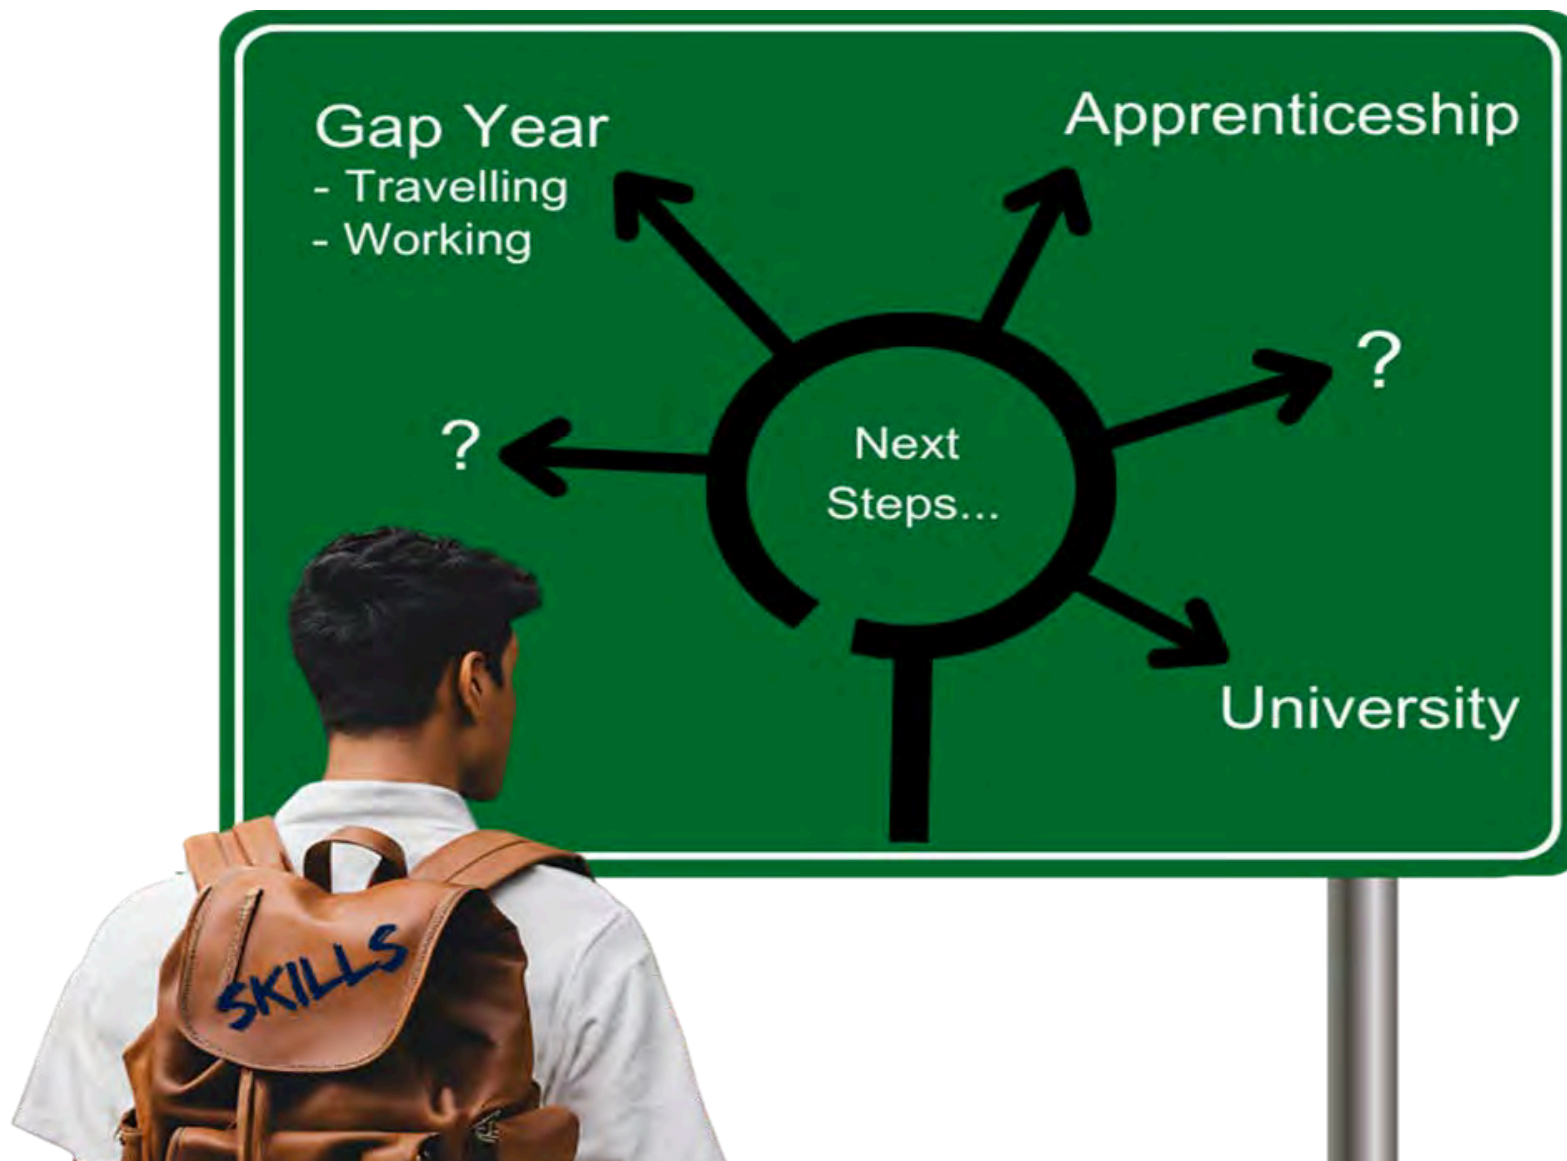 Gap Year
- Travelling
- Working
Apprenticeship
?
?
Next
Steps...
University
SKILLS